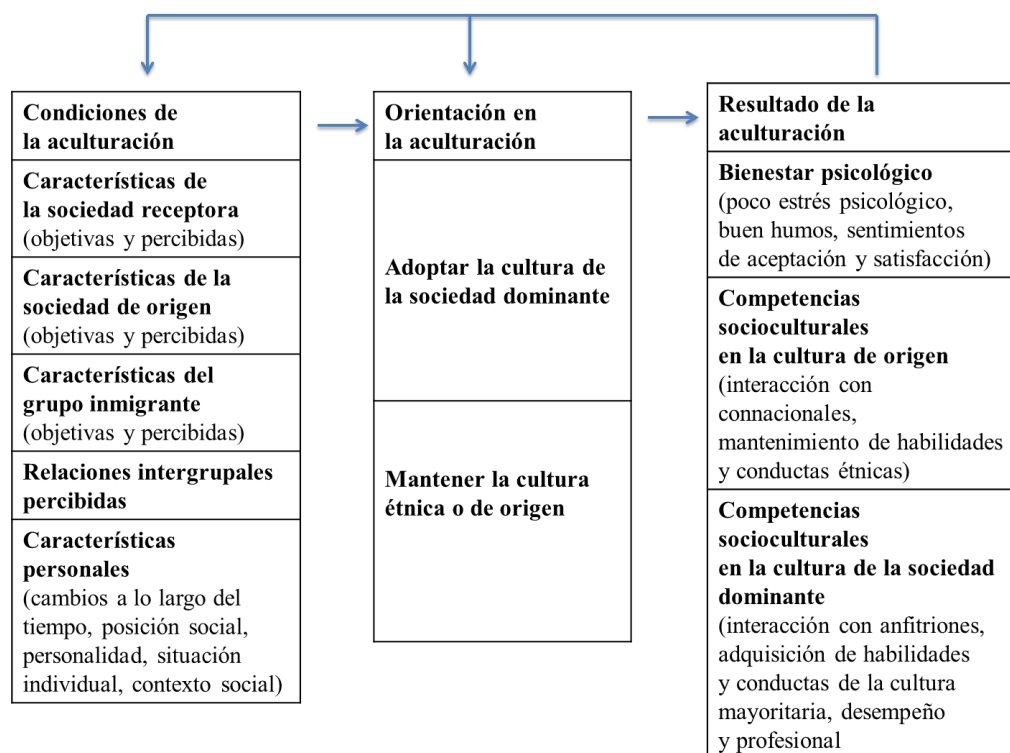 Condiciones de
la aculturación
Características de
la sociedad receptora
(objetivas y percibidas)
Características de la
sociedad de origen
(objetivas y percibidas)
Características del
grupo inmigrante
(objetivas y percibidas)
Relaciones intergrupales
percibidas
Características
personales
(cambios a lo largo del
tiempo, posición social,
personalidad, situación
individual, contexto social)
Orientación en
la aculturación
Adoptar la cultura de
la sociedad dominante
Mantener la cultura
étnica o de origen
Resultado de la
aculturación
Bienestar psicológico
(poco estrés psicológico,
buen humos, sentimientos
de aceptación y satisfacción)
Competencias
socioculturales
en la cultura de origen
(interacción con
connacionales,
mantenimiento de habilidades
y conductas étnicas)
Competencias
socioculturales
en la cultura de la sociedad
dominante
(interacción con anfitriones,
adquisición de habilidades
y conductas de la cultura
mayoritaria, desempeño
y profesional